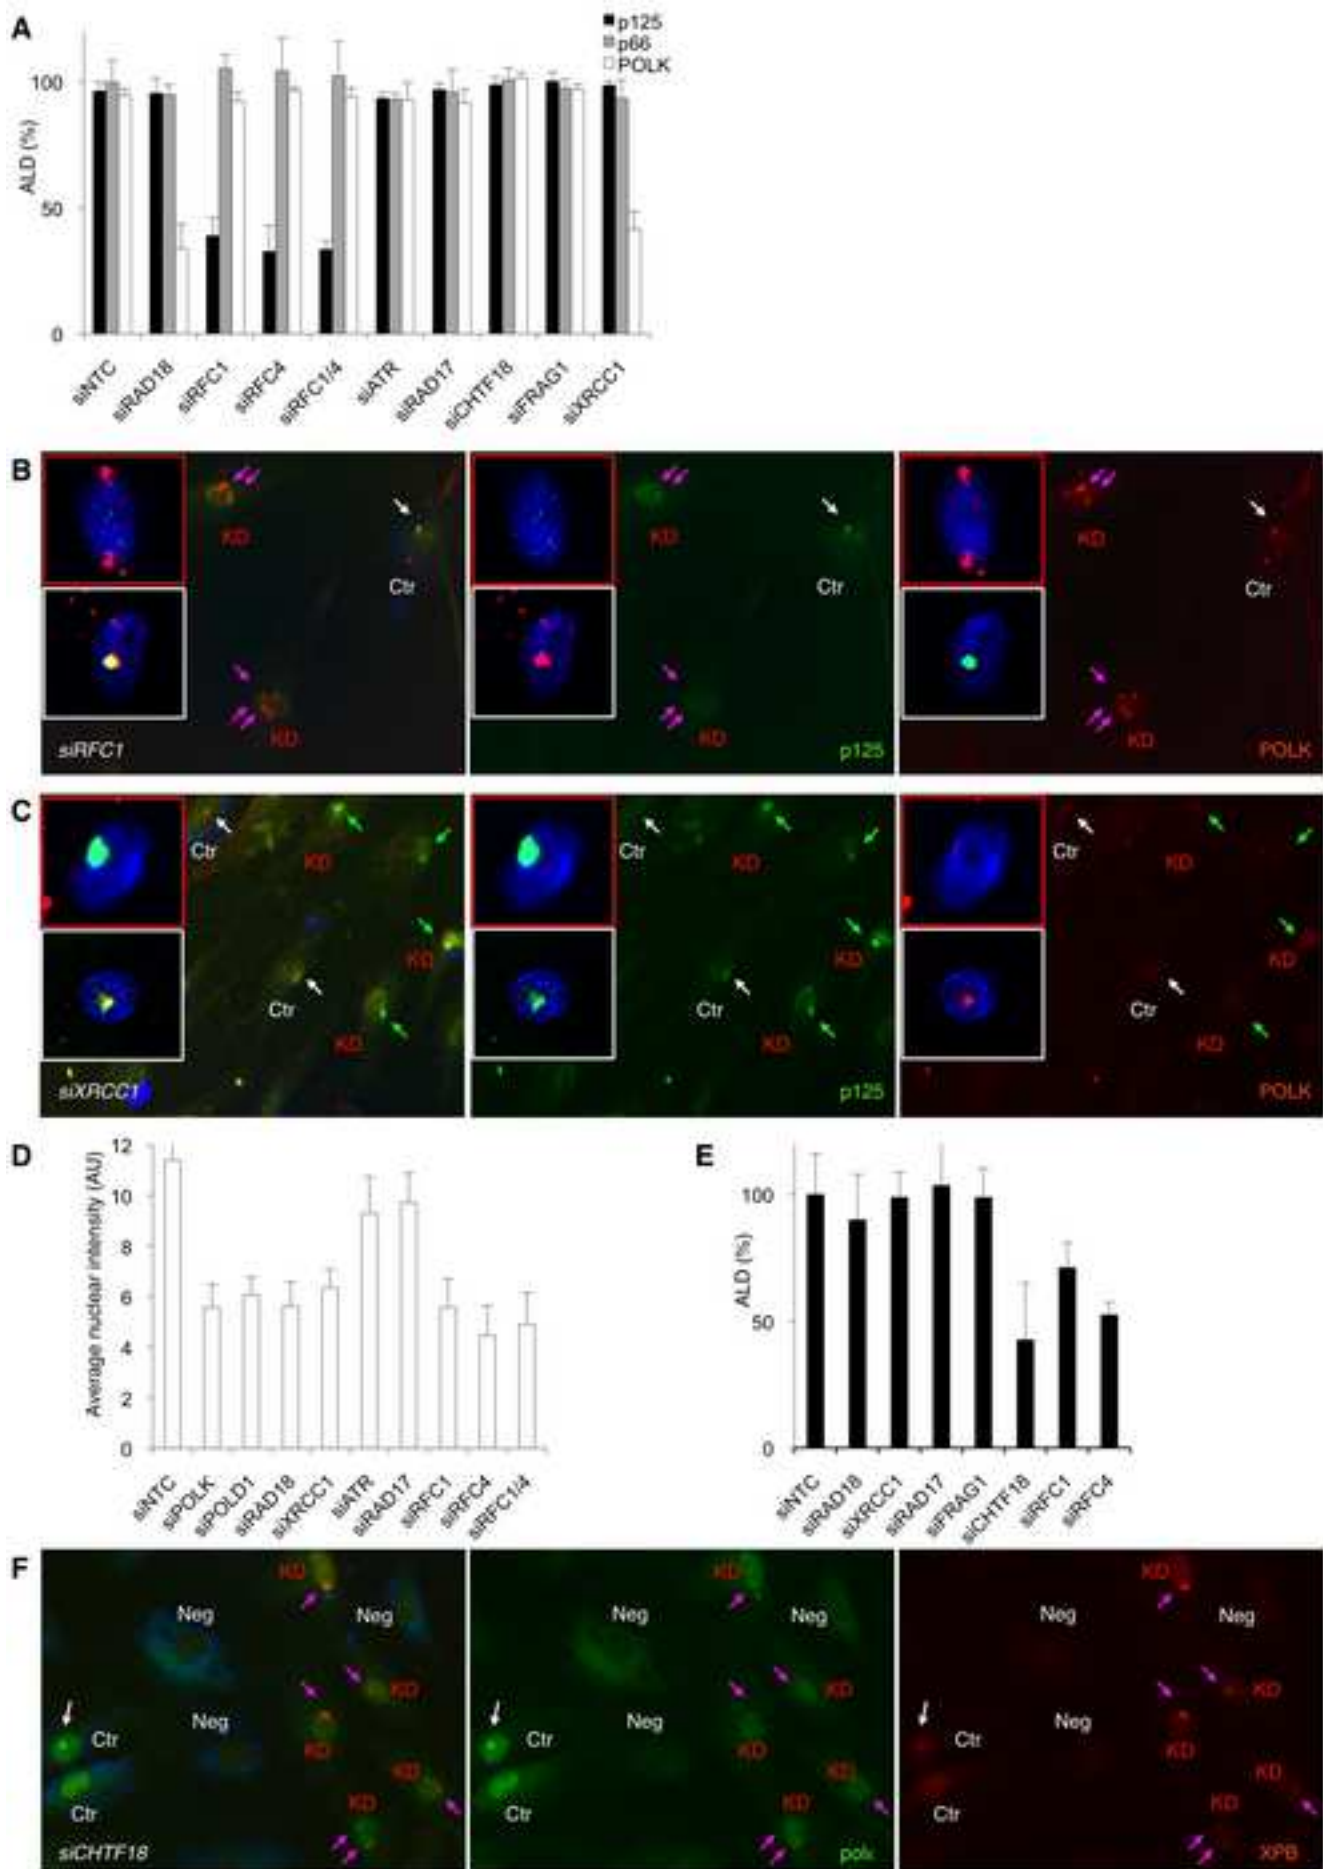 A
p125
p66
POLK
ALD (%)
100
50
0
siNTC
siRAD18
siRFC1
siRFC4
siRFC1/4
siATR
siRAD17
siCHTF18
siFRAG1
siXRCC1
B
KD
Ctr
KD
siRFC1
KD
Ctr
KD
p125
KD
Ctr
KD
POLK
C
Ctr
KD
KD
Ctr
KD
siXRCC1
Ctr
KD
KD
Ctr
KD
p125
Ctr
KD
KD
Ctr
KD
POLK
D
Average nuclear intensity (AU)
12
10
8
6
4
2
0
siNTC
siPOLK
siPOLD1
siRAD18
siXRCC1
siATR
siRAD17
siRFC1
siRFC4
siRFC1/4
E
ALD (%)
100
50
0
siNTC
siRAD18
siXRCC1
siRAD17
siFRAG1
siCHTF18
siRFC1
siRFC4
F
KD
Neg Neg
KD
Neg
Ctr
KD
KD
KD
Ctr
siCHTF18
KD
Neg Neg
KD
Neg
Ctr
KD
KD
KD
Ctr
KD
Neg Neg
KD
Neg
Ctr
KD
KD
KD
Ctr
XPB